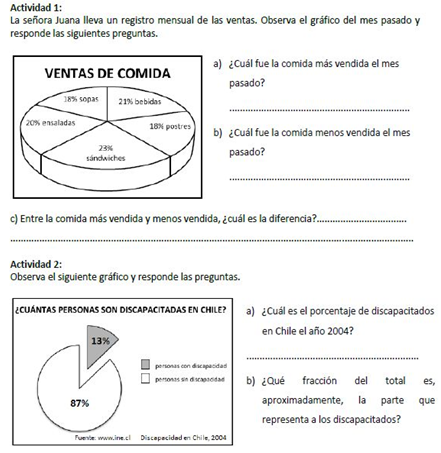 Actividad 1:
La señora Juana lleva un registro mensual de las ventas. Observa el gráfico del mes pasado y
responde las siguientes preguntas.
VENTAS DE COMIDA
18% sopas
21% bebidas
20% ensaladas
18% postres
23%
sándwiches
a) ¿Cuál fue la comida más vendida el mes
pasado?
..........................................................
b) ¿Cuál fue la comida menos vendida el mes
pasado?
..........................................................
c) Entre la comida más vendida y menos vendida, ¿cuál es la diferencia?.................................
..........................................................................................................................................
Actividad 2:
Observa el siguiente gráfico y responde las preguntas.
¿CUÁNTAS PERSONAS SON DISCAPACITADAS EN CHILE?
13%
87%
personas con discapacidad
personas sin discapacidad
Fuente: www.ine.cl Discapacidad en Chile, 2004
a) ¿Cuál es el porcentaje de discapacitados
en Chile el año 2004?
..........................................................
b) ¿Qué fracción del total es,
aproximadamente, la parte que
representa a los discapacitados?